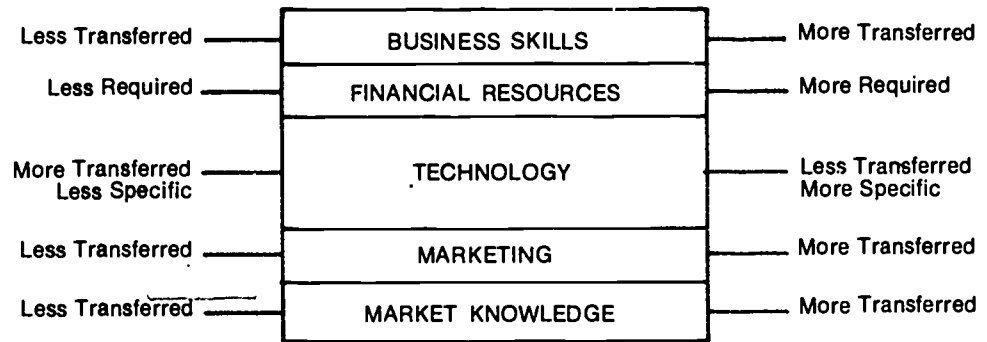 Less Transferred BUSINESS SKILLS More Transferred
Less Required FINANCIAL RESOURCES More Required
More Transferred
Less Specific
TECHNOLOGY
Less Transferred
More Specific
Less Transferred MARKETING More Transferred
Less Transferred MARKET KNOWLEDGE More Transferred